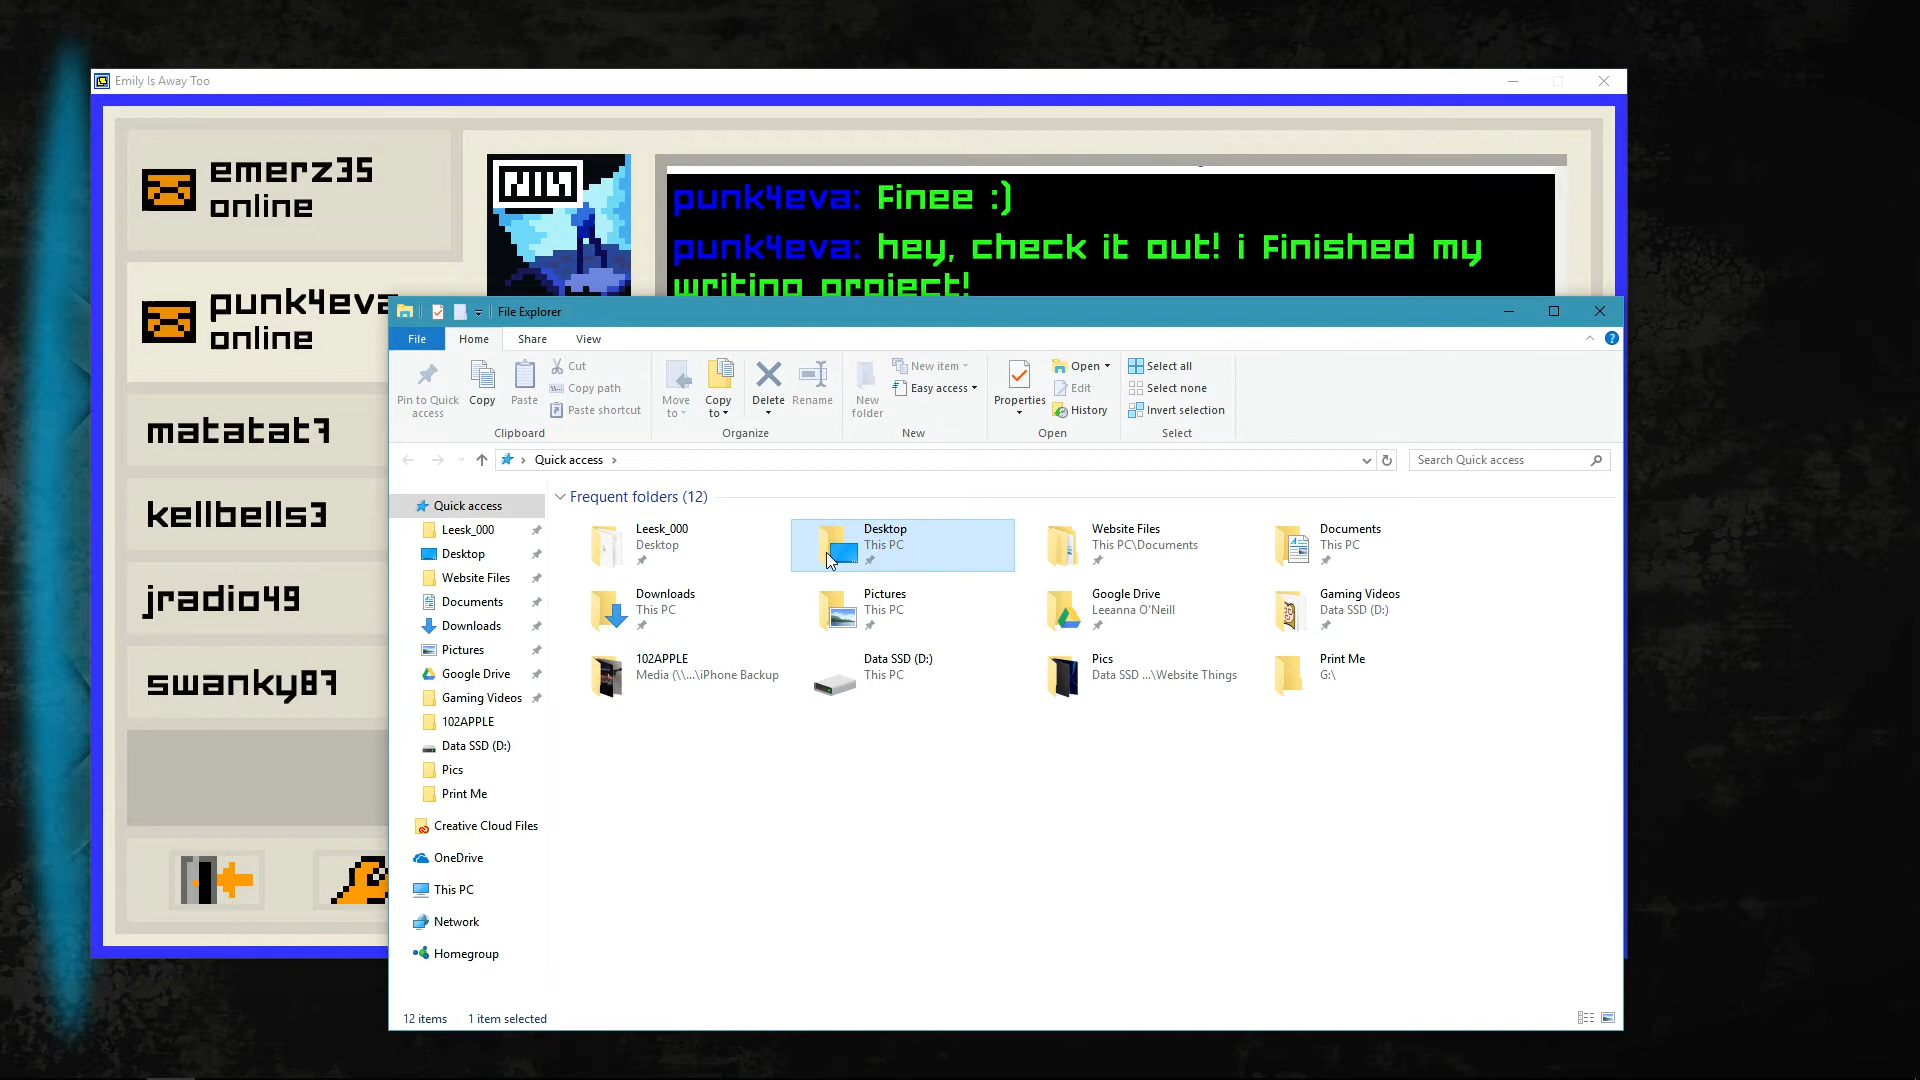 Emily Is Away Too
emerz35
online
punk4eva
online
matatat7
kellbells3
jradio49
swanky87
punk4eva: Finee :)
punk4eva: hey, check it out! i finished my
writing project!
File Explorer
File Home Share View
Pin to Quick
access
Copy
Paste
Cut
Copy path
Paste shortcut
Clipboard
Move
to
Copy
to
Delete
Rename
Organize
New
folder
New item
Easy access
New
Properties
Open
Edit
History
Open
Select all
Select none
Invert selection
Select
Quick access
Search Quick access
Quick access
Leesk_000
Desktop
Website Files
Documents
Downloads
Pictures
Google Drive
Gaming Videos
102APPLE
Data SSD (D:)
Pics
Print Me
Creative Cloud Files
OneDrive
This PC
Network
Homegroup
Frequent folders (12)
Leesk_000
Desktop
Desktop
This PC
Website Files
This PC\Documents
Documents
This PC
Downloads
This PC
Pictures
This PC
Google Drive
Leeanna O'Neill
Gaming Videos
Data SSD (D:)
102APPLE
Media (\\...\iPhone Backup
Data SSD (D:)
This PC
Pics
Data SSD ...\Website Things
Print Me
G:\
12 items 1 item selected